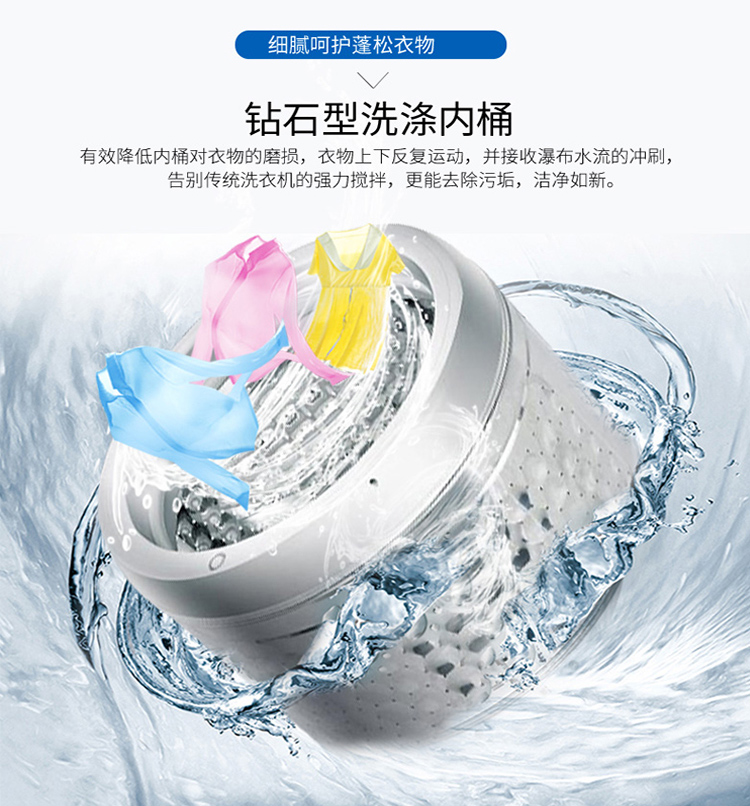 细腻呵护蓬松衣物
钻石型洗涤内桶
有效降低内桶对衣物的磨损，衣物上下反复运动，并接收瀑布水流的冲刷，
告别传统洗衣机的强力搅拌，更能去除污垢，洁净如新。